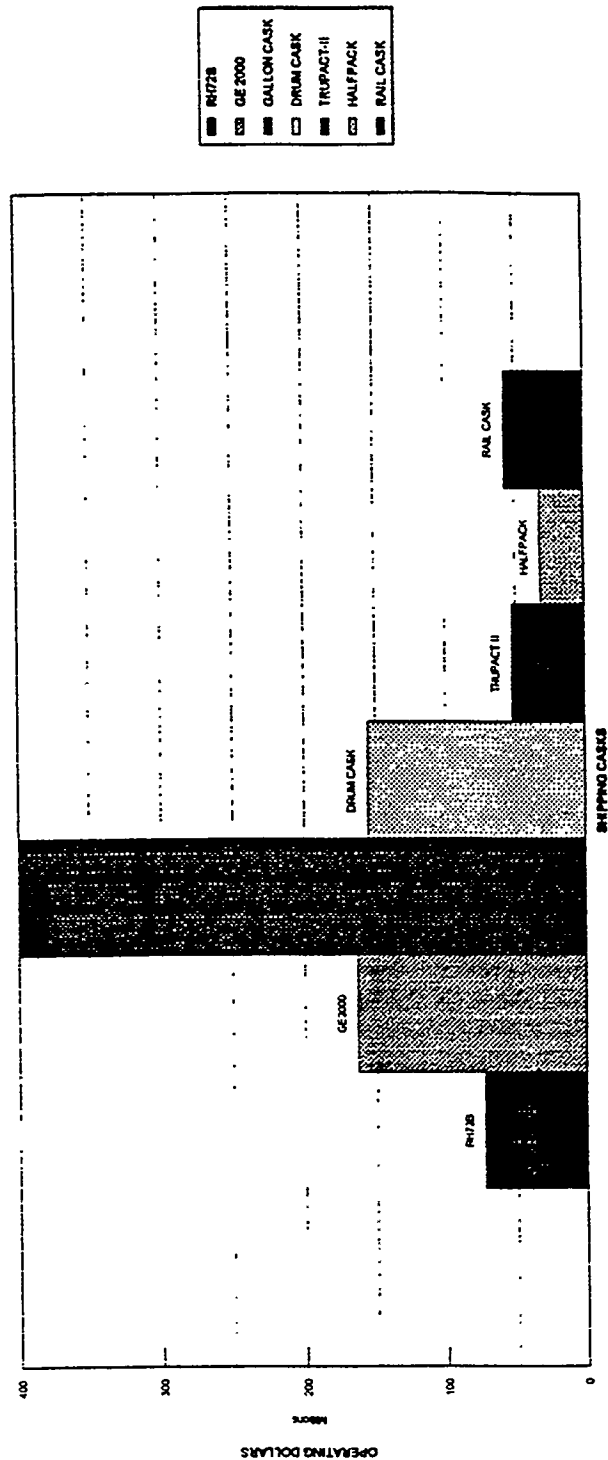 OPERATING DOLLARS
Millions
400
300
200
100
0
RH72B
GE 2000
DRUM CASK
TRUPACT II
HALFPACK
RAIL CASK
SHIPPING CASKS
RH72B
GE 2000
GALLON CASK
DRUM CASK
TRUPACT-II
HALFPACK
RAIL CASK